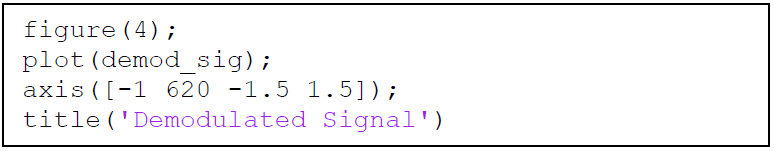 figure(4);
plot(demod_sig);
axis([-1 620 -1.5 1.5]);
title('Demodulated Signal')